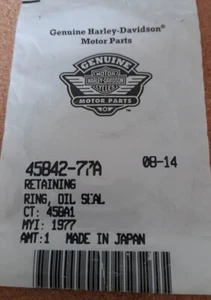 Genuine Harley-Davidson®
Motor Parts
GENUINE
MOTOR
HARLEY-DAVIDSON
CYCLES
MOTOR PARTS
45842-77A 08-14
RETAINING
RING, OIL SEAL
CT: 458A1
MYI: 1977
AMT:1 MADE IN JAPAN